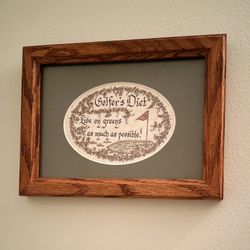 Golfer's Diet
Live on greens
as much as possible!